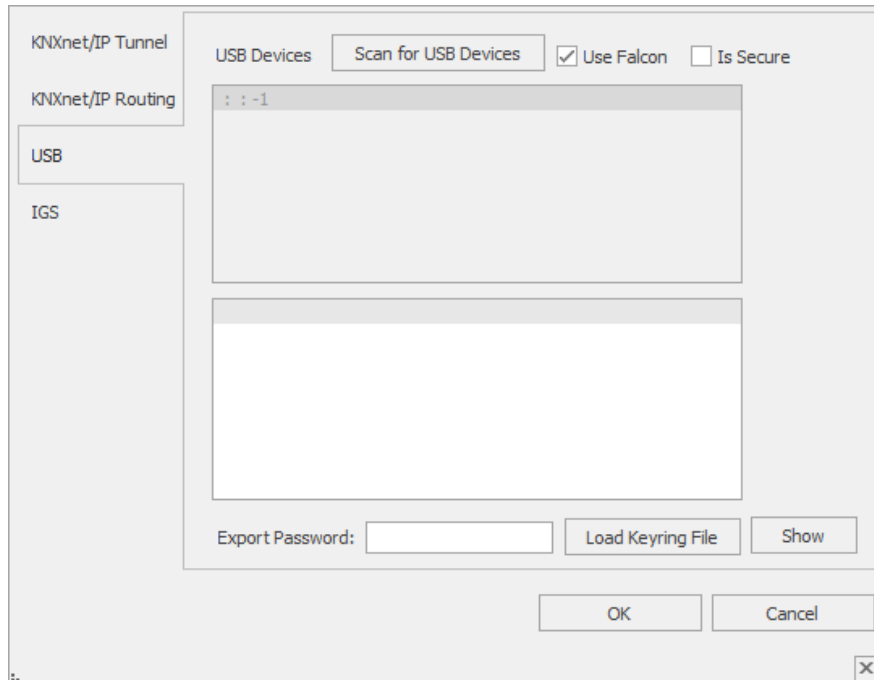 KNXnet/IP Tunnel
KNXnet/IP Routing
USB
IGS
USB Devices Scan for USB Devices Use Falcon Is Secure
: : -1
Export Password: Load Keyring File Show
OK Cancel